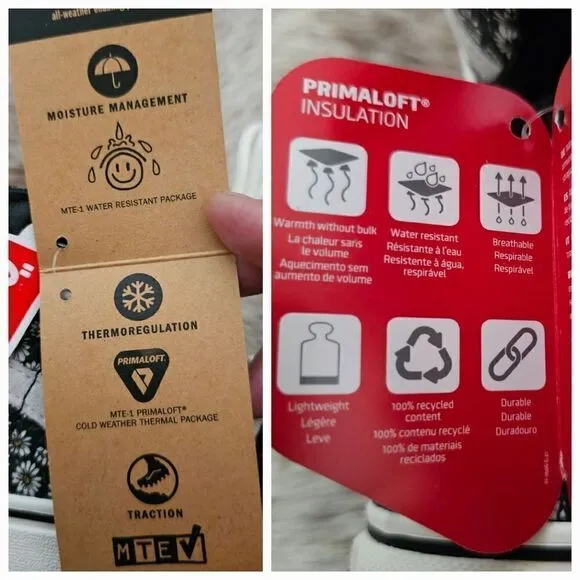 all-weather
MOISTURE MANAGEMENT
MTE-1 WATER RESISTANT PACKAGE
THERMOREGULATION
PRIMALOFT.
MTE-1 PRIMALOFT®
COLD WEATHER THERMAL PACKAGE
TRACTION
MTE
PRIMALOFT®
INSULATION
Warmth without bulk
La chaleur sans
le volume
Aquecimento sem
aumento de volume
Water resistant
Résistante à l'eau
Resistente à água,
respirável
Breathable
Respirable
Respirável
Lightweight
Légère
Leve
100% recycled
content
100% contenu recyclé
100% de materiais
reciclados
Durable
Durable
Duradouro